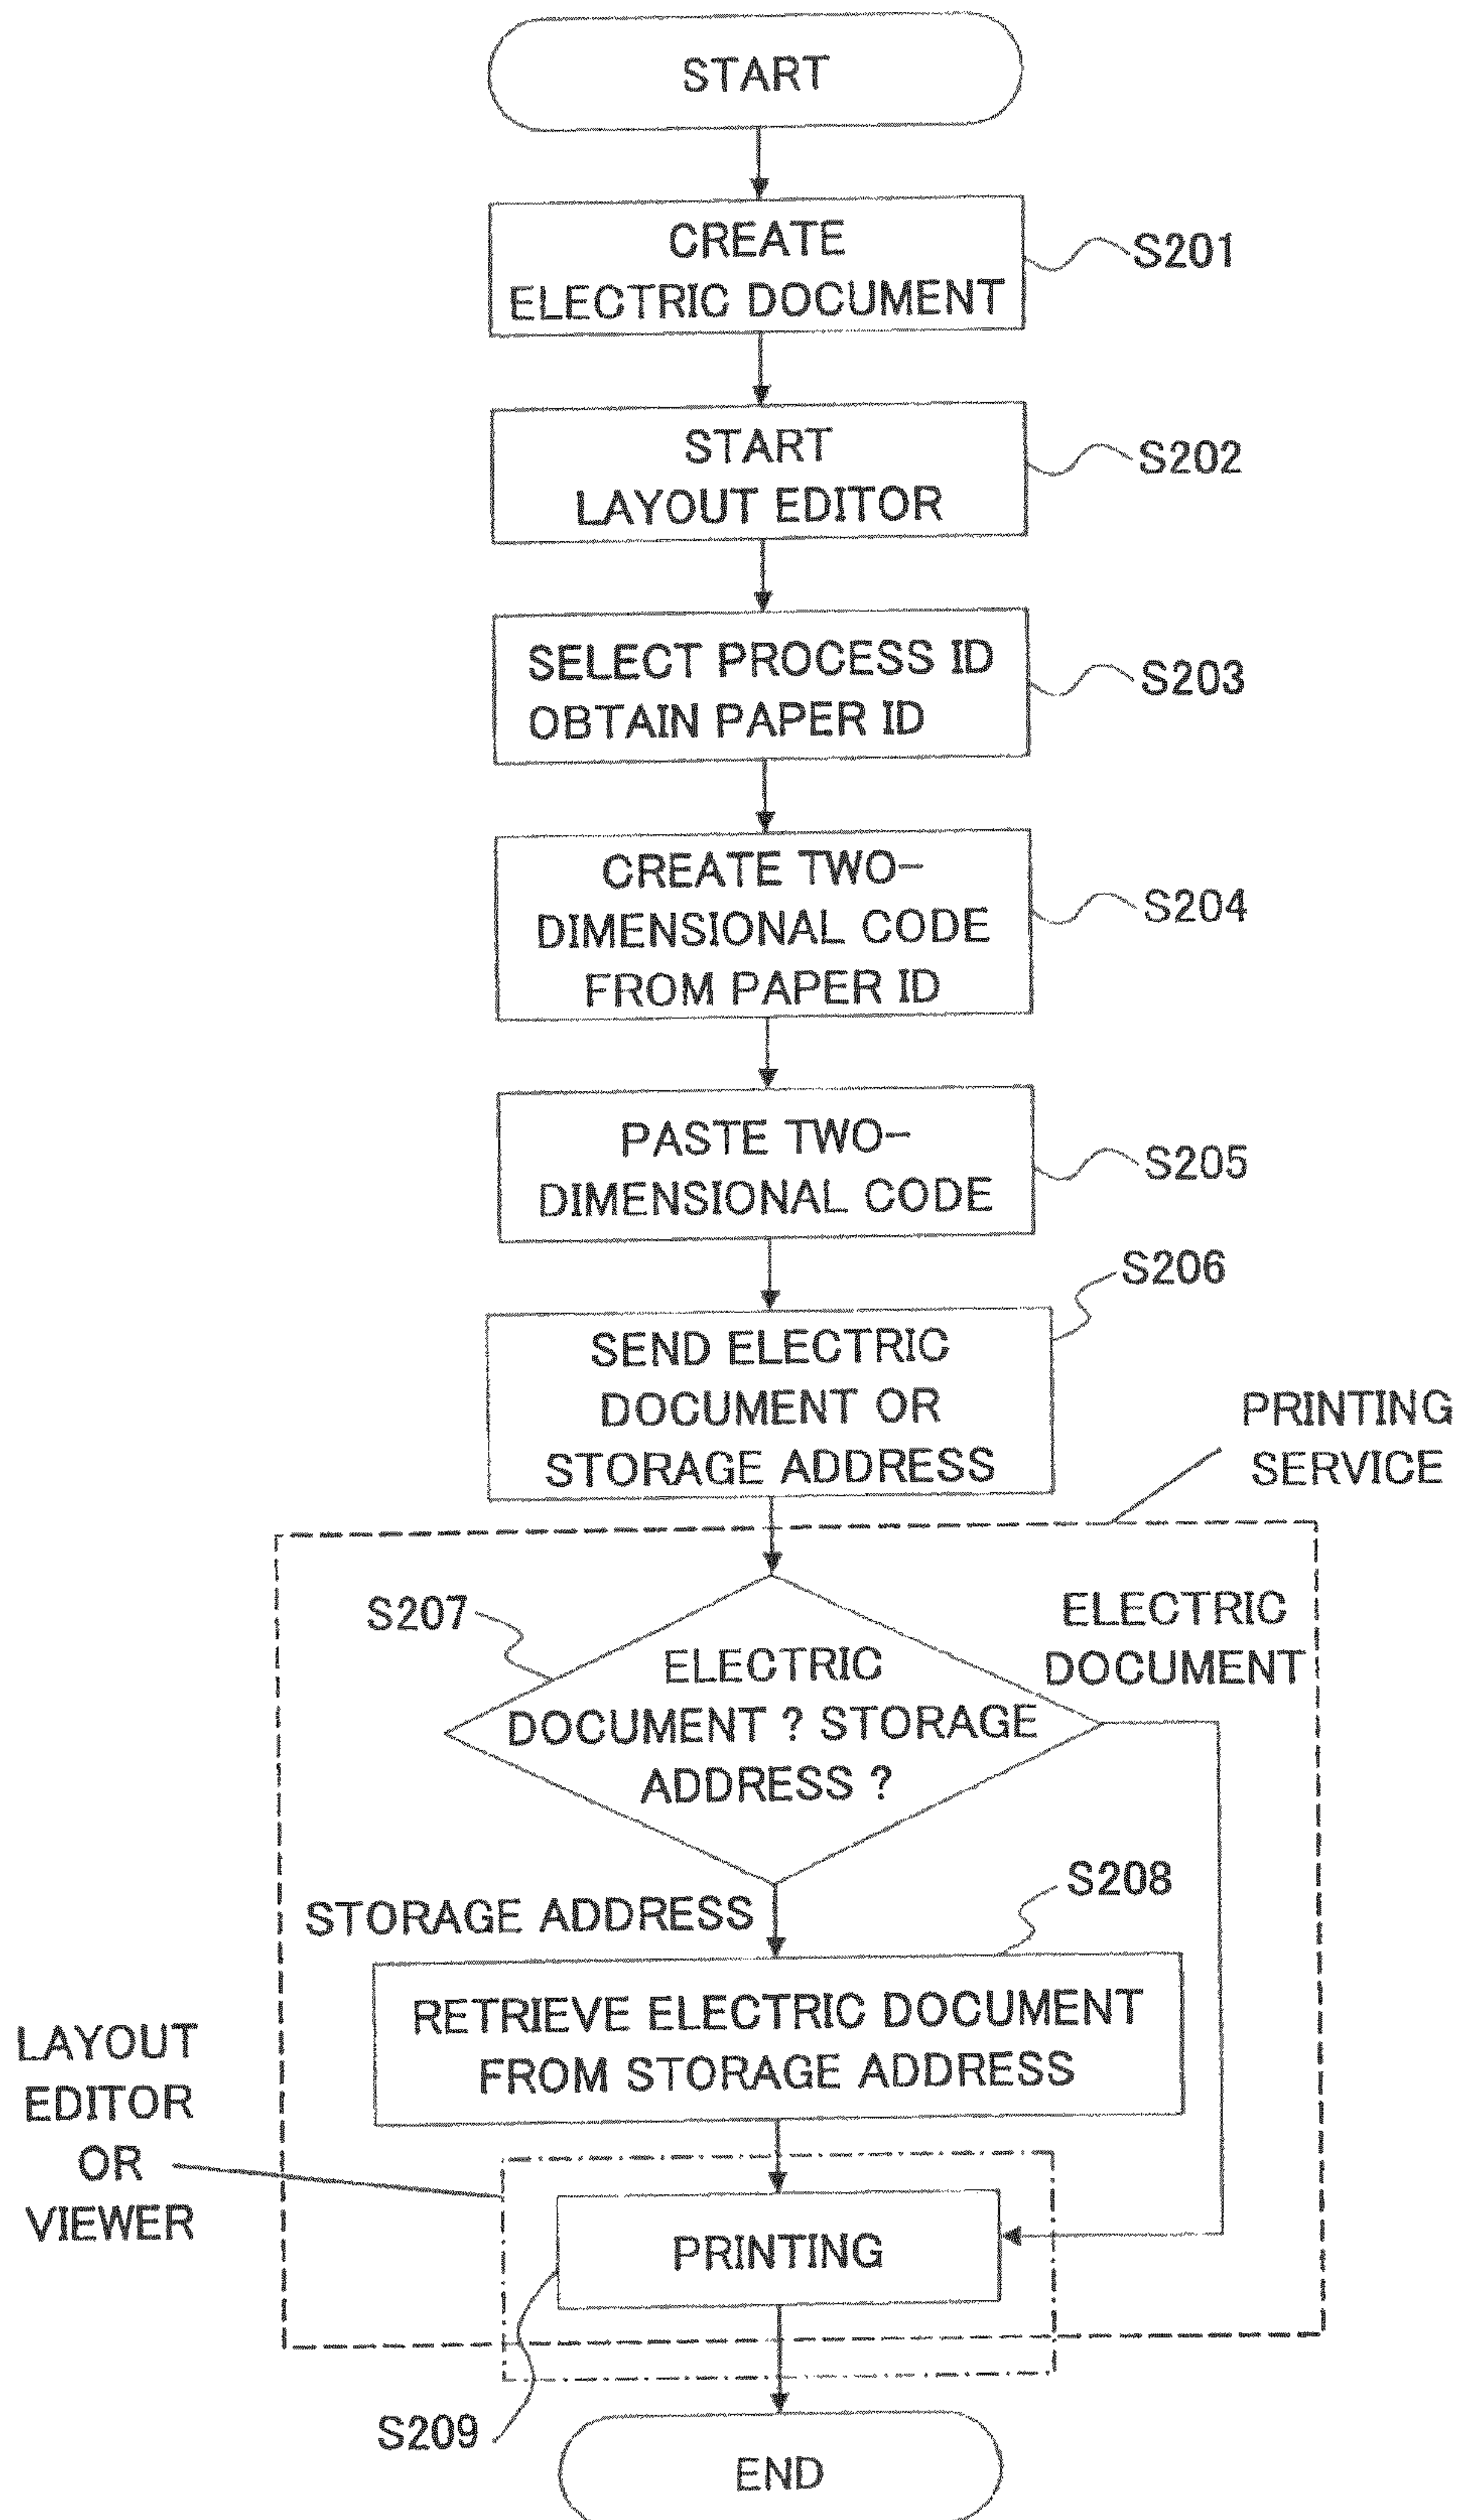 START
CREATE
ELECTRIC DOCUMENT
S201
START
LAYOUT EDITOR
S202
SELECT PROCESS ID
OBTAIN PAPER ID
S203
CREATE TWO-
DIMENSIONAL CODE
FROM PAPER ID
S204
PASTE TWO-
DIMENSIONAL CODE
S205
S206
SEND ELECTRIC
DOCUMENT OR
STORAGE ADDRESS
PRINTING
SERVICE
S207
ELECTRIC
DOCUMENT ? STORAGE
ADDRESS ?
ELECTRIC
DOCUMENT
STORAGE ADDRESS
S208
RETRIEVE ELECTRIC DOCUMENT
FROM STORAGE ADDRESS
LAYOUT
EDITOR
OR
VIEWER
PRINTING
S209
END